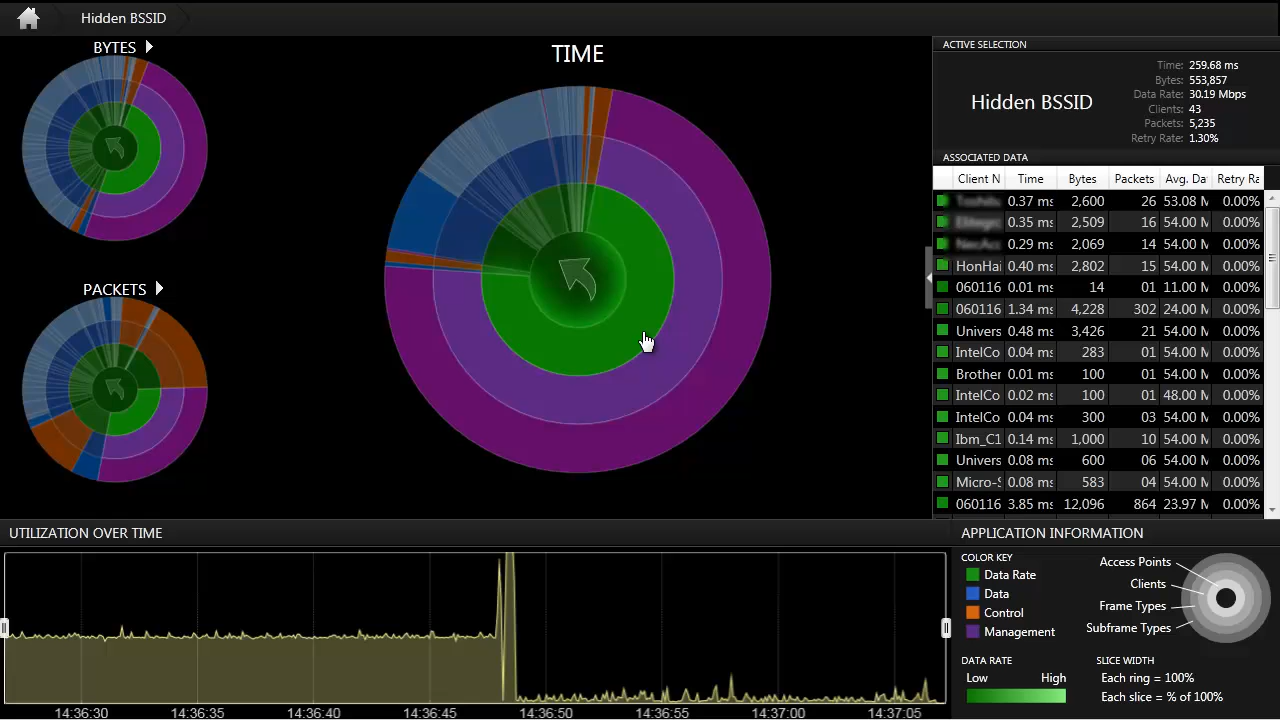 Hidden BSSID
BYTES
TIME
PACKETS
ACTIVE SELECTION
Hidden BSSID
Time: 259.68 ms
Bytes: 553,857
Data Rate: 30.19 Mbps
Clients: 43
Packets: 5,235
Retry Rate: 1.30%
ASSOCIATED DATA
Client N Time Bytes Packets Avg. Da Retry Ra
0.37 ms 2,600 26 53.08 M 0.00%
0.35 ms 2,509 16 54.00 M 0.00%
0.29 ms 2,069 14 54.00 M 0.00%
HonHai 0.40 ms 2,802 15 54.00 M 0.00%
060116 0.01 ms 14 01 11.00 M 0.00%
060116 1.34 ms 4,228 302 24.00 M 0.00%
Univers 0.48 ms 3,426 21 54.00 M 0.00%
IntelCo 0.04 ms 283 01 54.00 M 0.00%
Brother 0.01 ms 100 01 54.00 M 0.00%
IntelCo 0.02 ms 100 01 48.00 M 0.00%
IntelCo 0.04 ms 300 03 54.00 M 0.00%
Ibm_C1 0.14 ms 1,000 10 54.00 M 0.00%
Univers 0.08 ms 600 06 54.00 M 0.00%
Micro-S 0.08 ms 583 04 54.00 M 0.00%
060116 3.85 ms 12,096 864 23.97 M 0.00%
UTILIZATION OVER TIME
14:36:30 14:36:35 14:36:40 14:36:45 14:36:50 14:36:55 14:37:00 14:37:05
APPLICATION INFORMATION
COLOR KEY
Data Rate
Data
Control
Management
Access Points
Clients
Frame Types
Subframe Types
DATA RATE
Low High
SLICE WIDTH
Each ring = 100%
Each slice = % of 100%